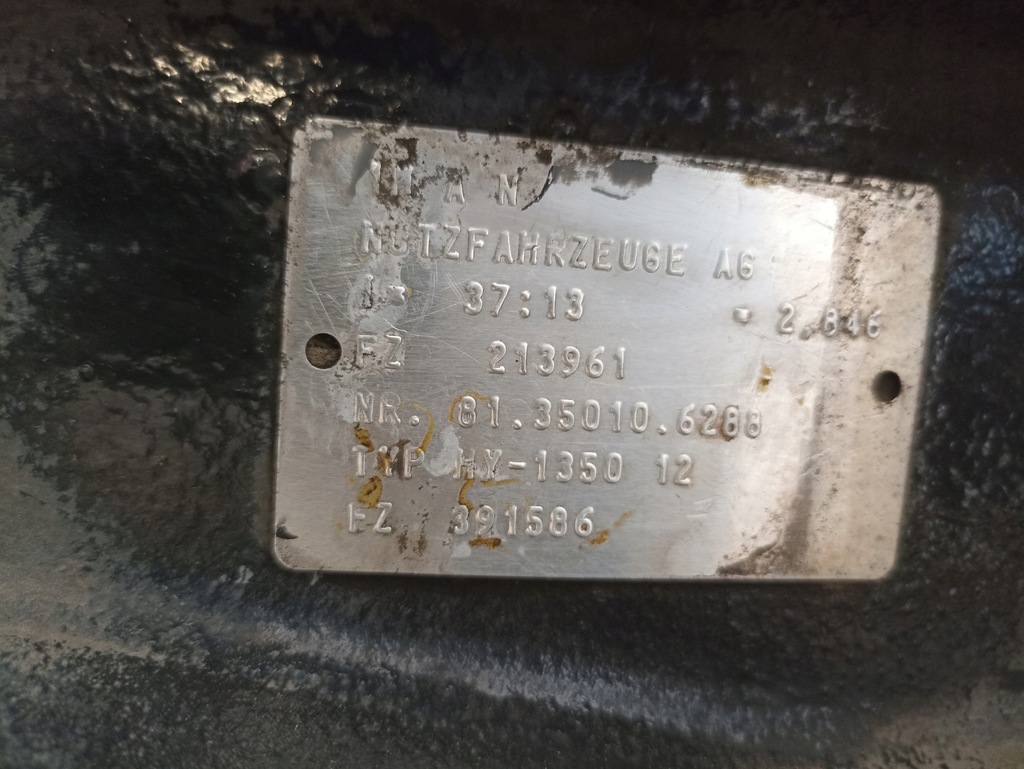 M A N
NUTZFAHRZEUGE AG
i= 37:13 = 2,846
FZ 213961
NR. 81.35010.6288
TYP HY-1350 12
FZ 391586